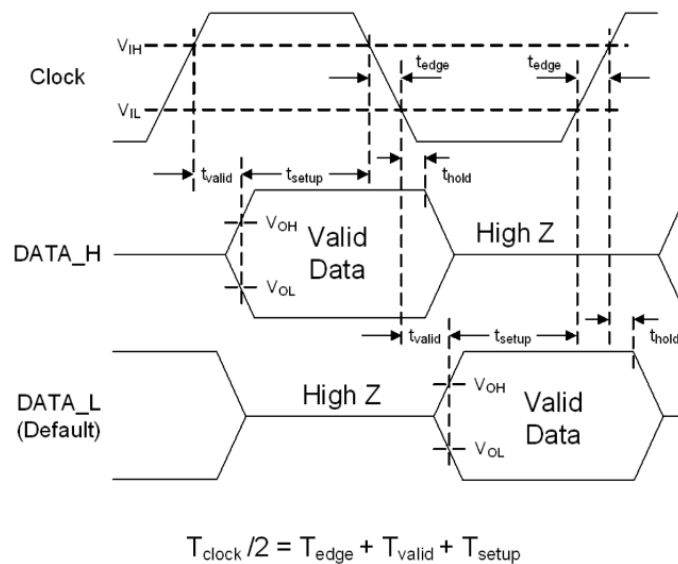 VIH
Clock
VIL
tedge
tedge
tvalid
tsetup
thold
DATA_H
VOH
VOL
Valid
Data
High Z
tvalid
tsetup
thold
DATA_L
(Default)
High Z
VOH
VOL
Valid
Data
Tclock /2 = Tedge + Tvalid + Tsetup